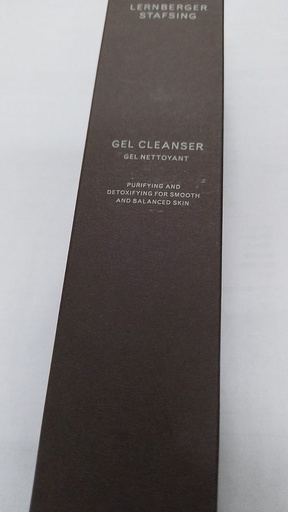 LERNBERGER
STAFSING
GEL CLEANSER
GEL NETTOYANT
PURIFYING AND
DETOXIFYING FOR SMOOTH
AND BALANCED SKIN